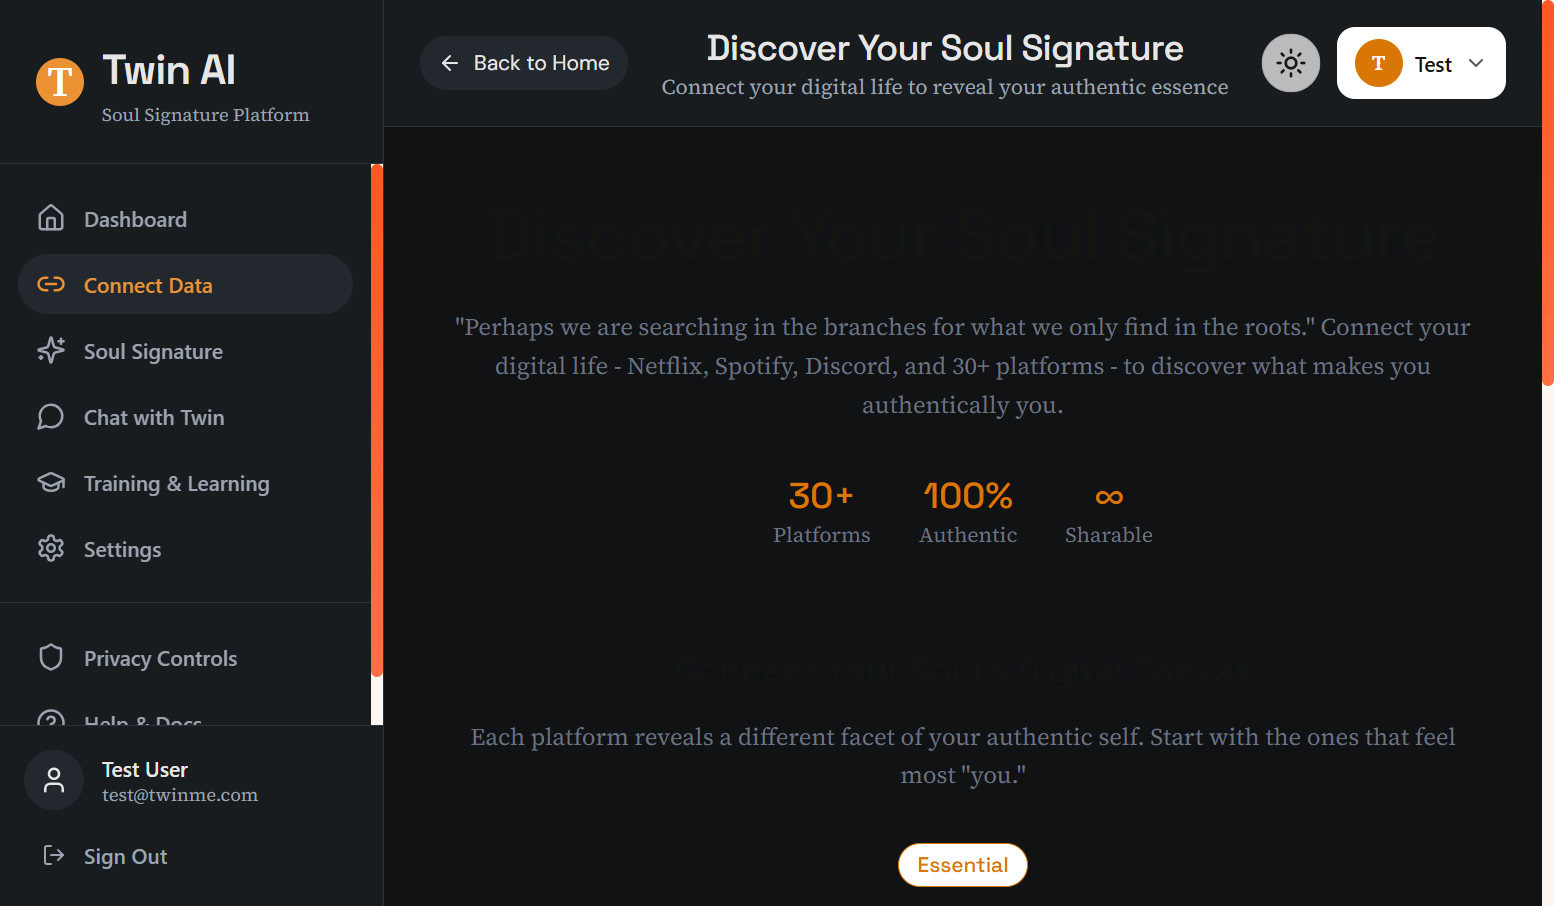 T
Twin AI
Soul Signature Platform
Dashboard
Connect Data
Soul Signature
Chat with Twin
Training & Learning
Settings
Privacy Controls
Help & Docs
Test User
test@twinme.com
Sign Out
Back to Home
Discover Your Soul Signature
Connect your digital life to reveal your authentic essence
T
Test
Discover Your Soul Signature
"Perhaps we are searching in the branches for what we only find in the roots." Connect your
digital life - Netflix, Spotify, Discord, and 30+ platforms - to discover what makes you
authentically you.
30+
Platforms
100%
Authentic
∞
Sharable
Connect Your Soul's Digital Canvas
Each platform reveals a different facet of your authentic self. Start with the ones that feel
most "you."
Essential